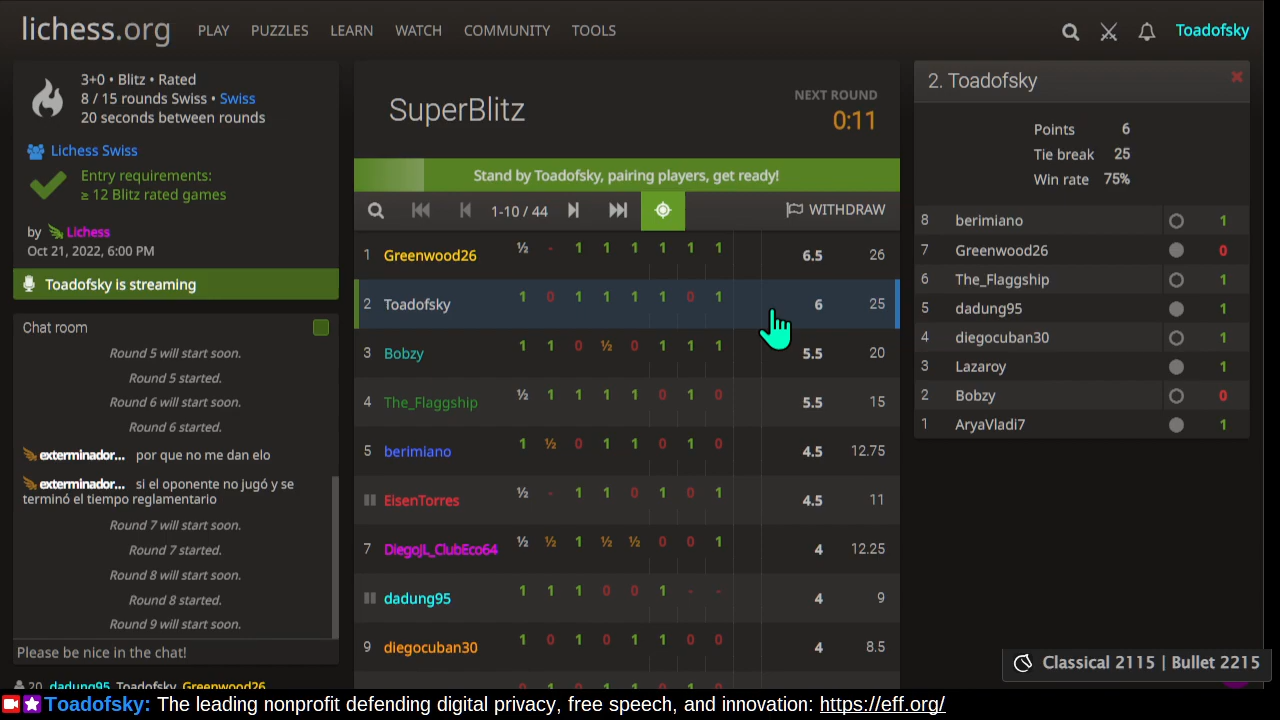 lichess.org PLAY PUZZLES LEARN WATCH COMMUNITY TOOLS Toadofsky
3+0 • Blitz • Rated
8 / 15 rounds Swiss • Swiss
20 seconds between rounds
Lichess Swiss
Entry requirements:
≥ 12 Blitz rated games
by Lichess
Oct 21, 2022, 6:00 PM
Toadofsky is streaming
Chat room
Round 5 will start soon.
Round 5 started.
Round 6 will start soon.
Round 6 started.
exterminador... por que no me dan elo
exterminador... si el oponente no jugó y se
terminó el tiempo reglamentario
Round 7 will start soon.
Round 7 started.
Round 8 will start soon.
Round 8 started.
Round 9 will start soon.
Please be nice in the chat!
20 dadung95 Toadofsky Greenwood26
SuperBlitz
NEXT ROUND
0:11
Stand by Toadofsky, pairing players, get ready!
1-10 / 44 WITHDRAW
1 Greenwood26 ½ - 1 1 1 1 1 1 6.5 26
2 Toadofsky 1 0 1 1 1 1 0 1 6 25
3 Bobzy 1 1 0 ½ 0 1 1 1 5.5 20
4 The_Flaggship ½ 1 1 1 1 0 1 0 5.5 15
5 berimiano 1 ½ 0 1 1 0 1 0 4.5 12.75
EisenTorres ½ - 1 1 0 1 0 1 4.5 11
7 DiegoJL_ClubEco64 ½ ½ 1 ½ ½ 0 0 1 4 12.25
dadung95 1 1 1 0 0 1 - - 4 9
9 diegocuban30 1 0 1 0 1 1 0 0 4 8.5
0 1 0 1 0 1 0 1
2. Toadofsky
Points 6
Tie break 25
Win rate 75%
8 berimiano 1
7 Greenwood26 0
6 The_Flaggship 1
5 dadung95 1
4 diegocuban30 1
3 Lazaroy 1
2 Bobzy 0
1 AryaVladi7 1
Classical 2115 | Bullet 2215
Toadofsky: The leading nonprofit defending digital privacy, free speech, and innovation: https://eff.org/